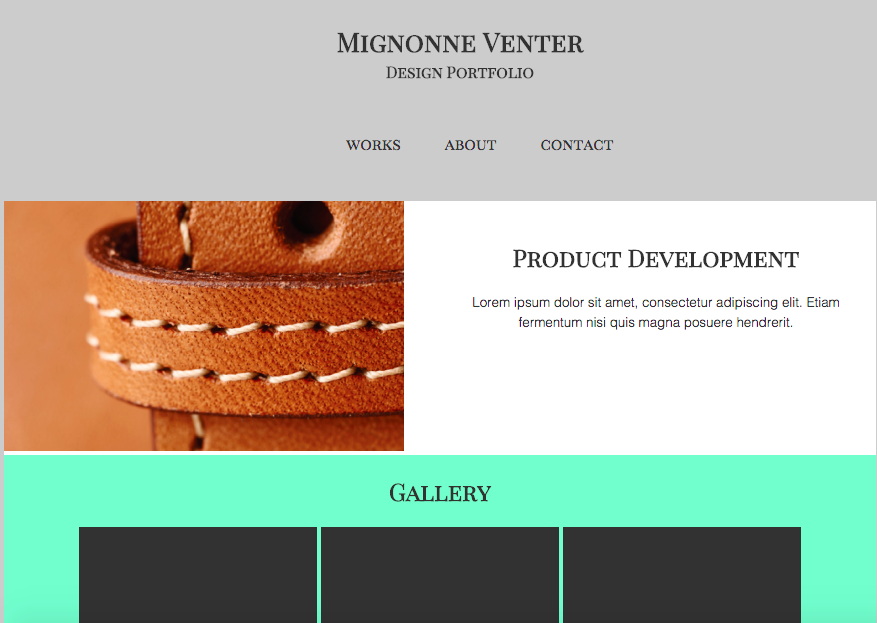 Mignonne Venter
Design Portfolio
WORKS ABOUT CONTACT
Product Development
Lorem ipsum dolor sit amet, consectetur adipiscing elit. Etiam
fermentum nisi quis magna posuere hendrerit.
Gallery